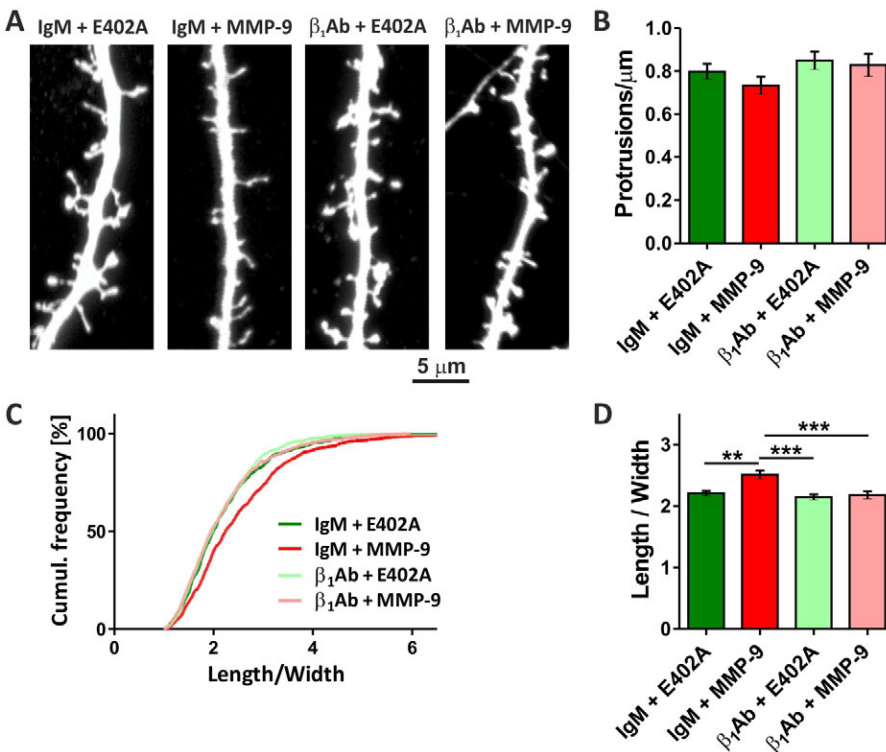 A
IgM + E402A
IgM + MMP-9
β₁Ab + E402A
β₁Ab + MMP-9
5 μm
B
Protrusions/μm
1.0
0.8
0.6
0.4
0.2
0.0
IgM + E402A
IgM + MMP-9
β₁Ab + E402A
β₁Ab + MMP-9
C
Cumul. frequency [%]
100
50
0
0
2
4
6
Length/Width
IgM + E402A
IgM + MMP-9
β₁Ab + E402A
β₁Ab + MMP-9
D
Length / Width
3
2
1
0
**
***
***
IgM + E402A
IgM + MMP-9
β₁Ab + E402A
β₁Ab + MMP-9